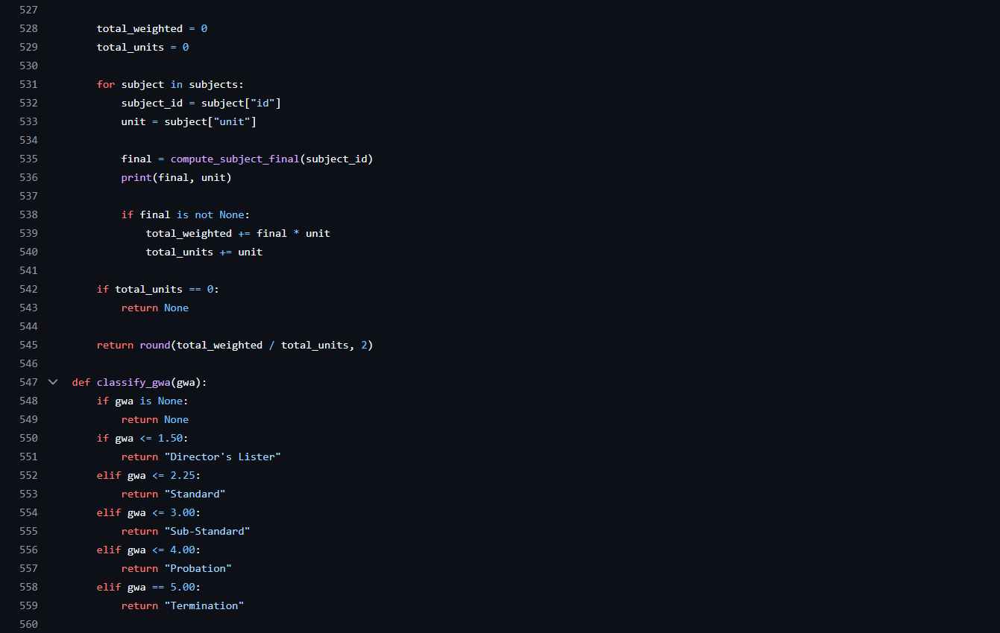 527
528 total_weighted = 0
529 total_units = 0
530
531 for subject in subjects:
532 subject_id = subject["id"]
533 unit = subject["unit"]
534
535 final = compute_subject_final(subject_id)
536 print(final, unit)
537
538 if final is not None:
539 total_weighted += final * unit
540 total_units += unit
541
542 if total_units == 0:
543 return None
544
545 return round(total_weighted / total_units, 2)
546
547 def classify_gwa(gwa):
548 if gwa is None:
549 return None
550 if gwa <= 1.50:
551 return "Director's Lister"
552 elif gwa <= 2.25:
553 return "Standard"
554 elif gwa <= 3.00:
555 return "Sub-Standard"
556 elif gwa <= 4.00:
557 return "Probation"
558 elif gwa == 5.00:
559 return "Termination"
560